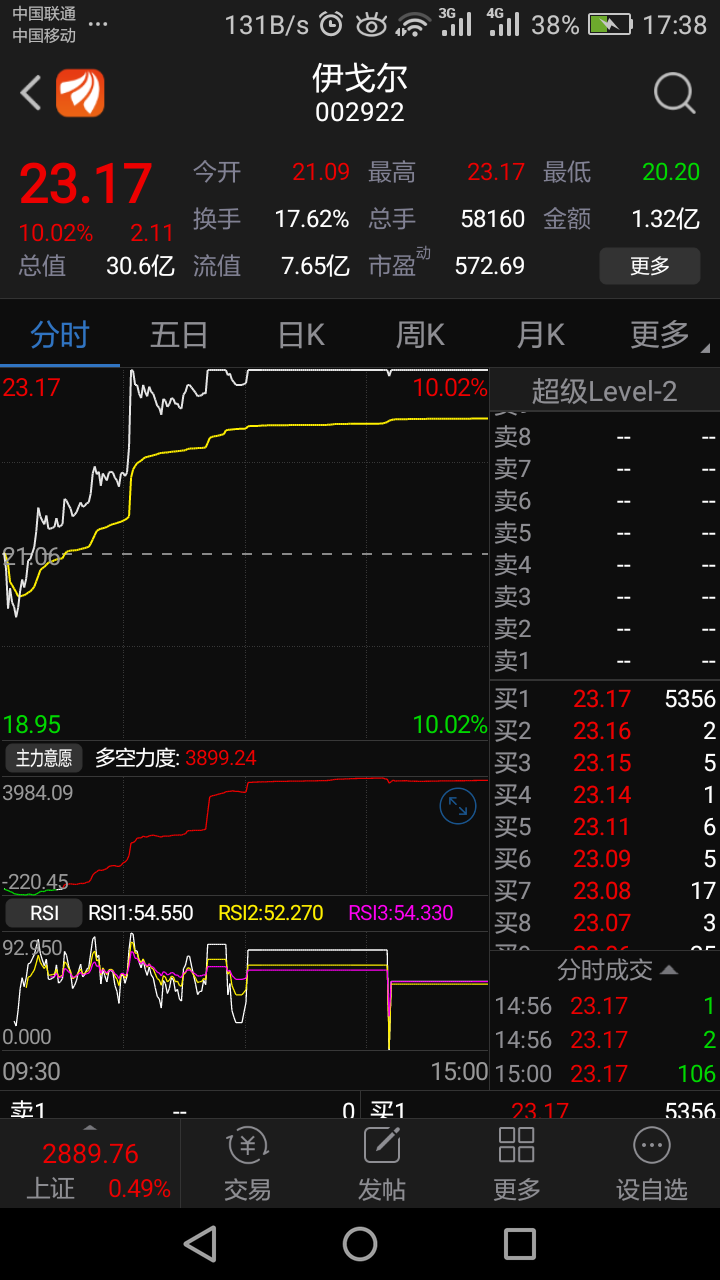 中国联通
中国移动 ... 131B/s 3G 4G 38% 17:38
伊戈尔
002922
23.17 今开 21.09 最高 23.17 最低 20.20
10.02% 2.11 换手 17.62% 总手 58160 金额 1.32亿
总值 30.6亿 流值 7.65亿 市盈动 572.69 更多
分时 五日 日K 周K 月K 更多
23.17 10.02% 超级Level-2
卖8 -- --
卖7 -- --
卖6 -- --
卖5 -- --
21.06
卖4 -- --
卖3 -- --
卖2 -- --
卖1 -- --
买1 23.17 5356
18.95 10.02%
买2 23.16 2
主力意愿 多空力度: 3899.24
买3 23.15 5
3984.09
买4 23.14 1
买5 23.11 6
买6 23.09 5
-220.45
买7 23.08 17
RSI RSI1:54.550 RSI2:52.270 RSI3:54.330
买8 23.07 3
92.950
分时成交
14:56 23.17 1
0.000
14:56 23.17 2
09:30 15:00
15:00 23.17 106
卖1 -- 0 买1 23.17 5356
2889.76
上证 0.49% 交易 发帖 更多 设自选